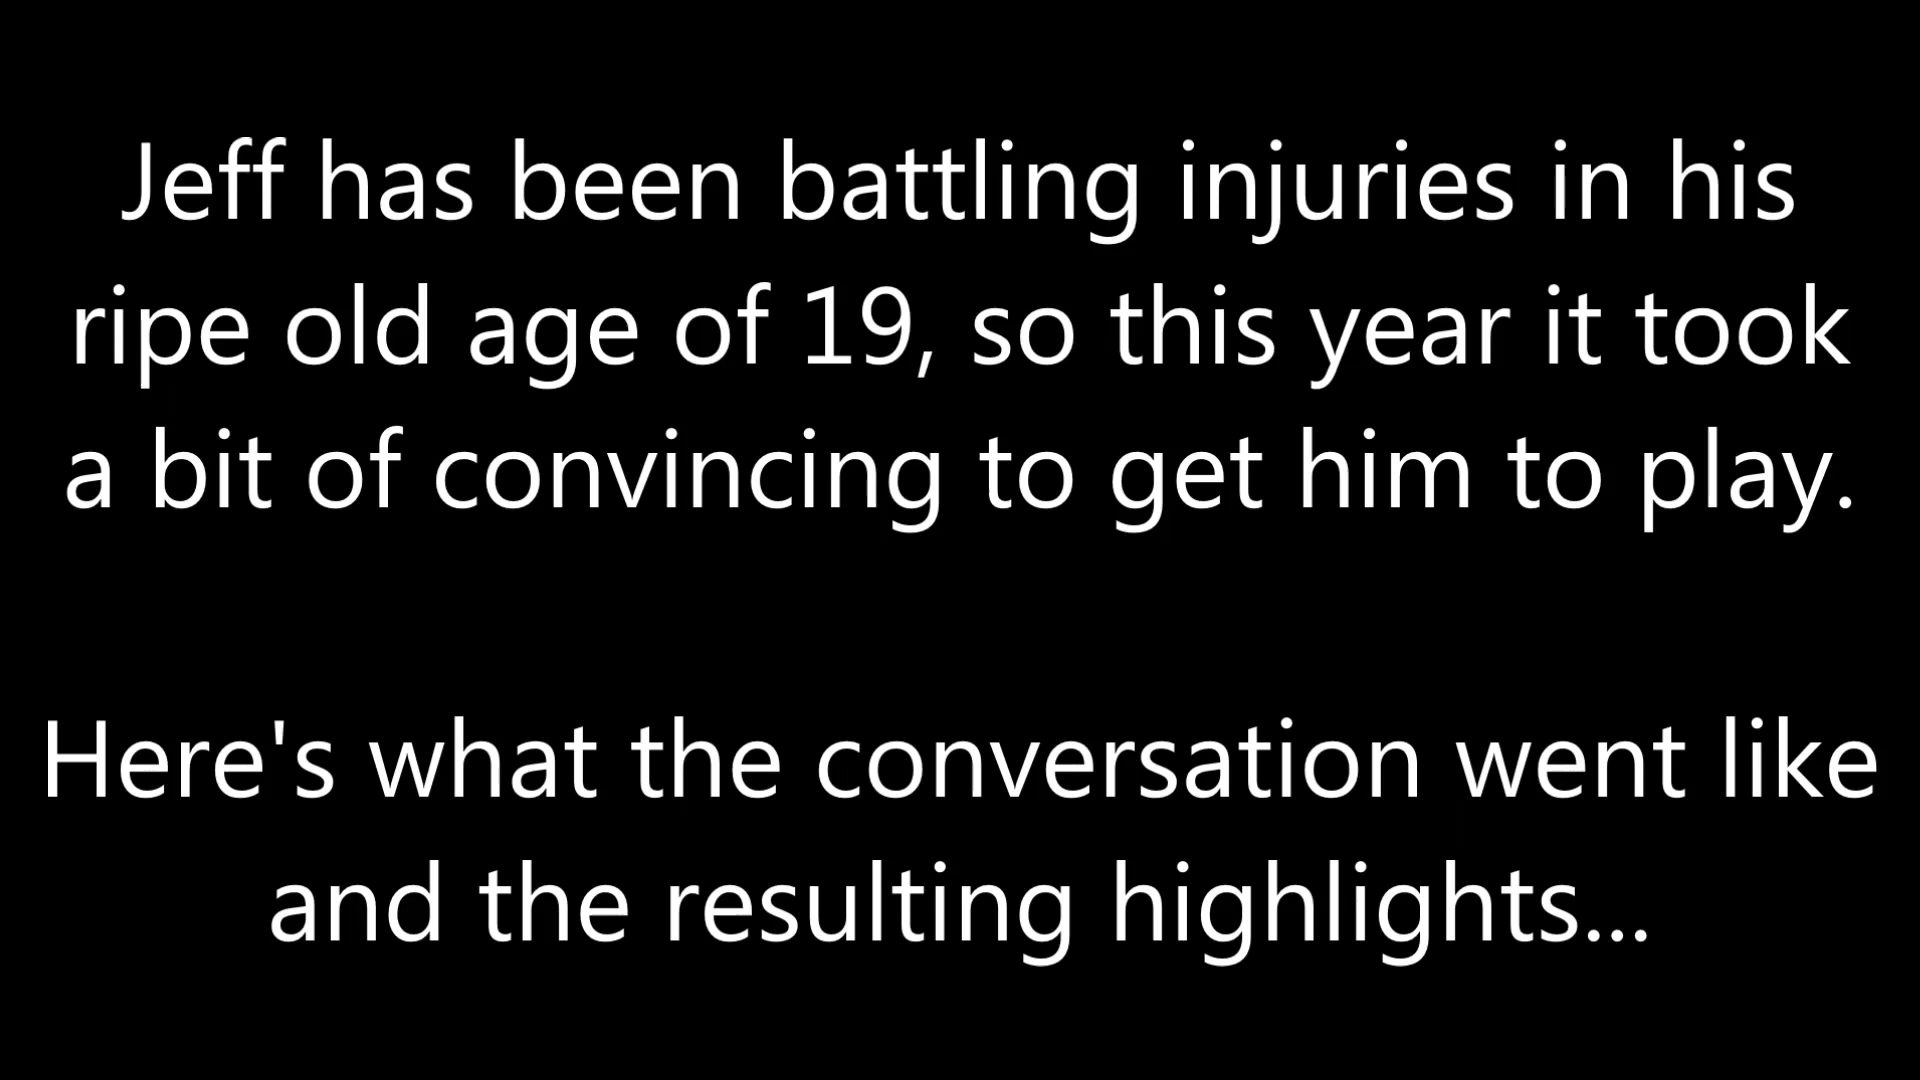 Jeff has been battling injuries in his
ripe old age of 19, so this year it took
a bit of convincing to get him to play.
Here's what the conversation went like
and the resulting highlights...